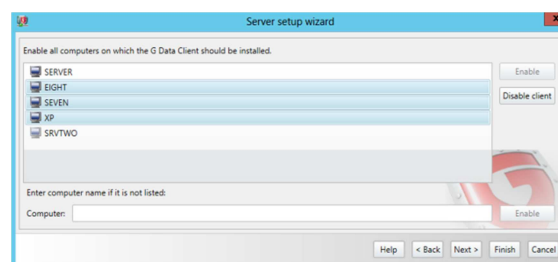 Server setup wizard
x
Enable all computers on which the G Data Client should be installed.
SERVER
Enable
EIGHT
Disable client
SEVEN
XP
SRVTWO
Enter computer name if it is not listed:
Computer:
Enable
Help
< Back
Next >
Finish
Cancel